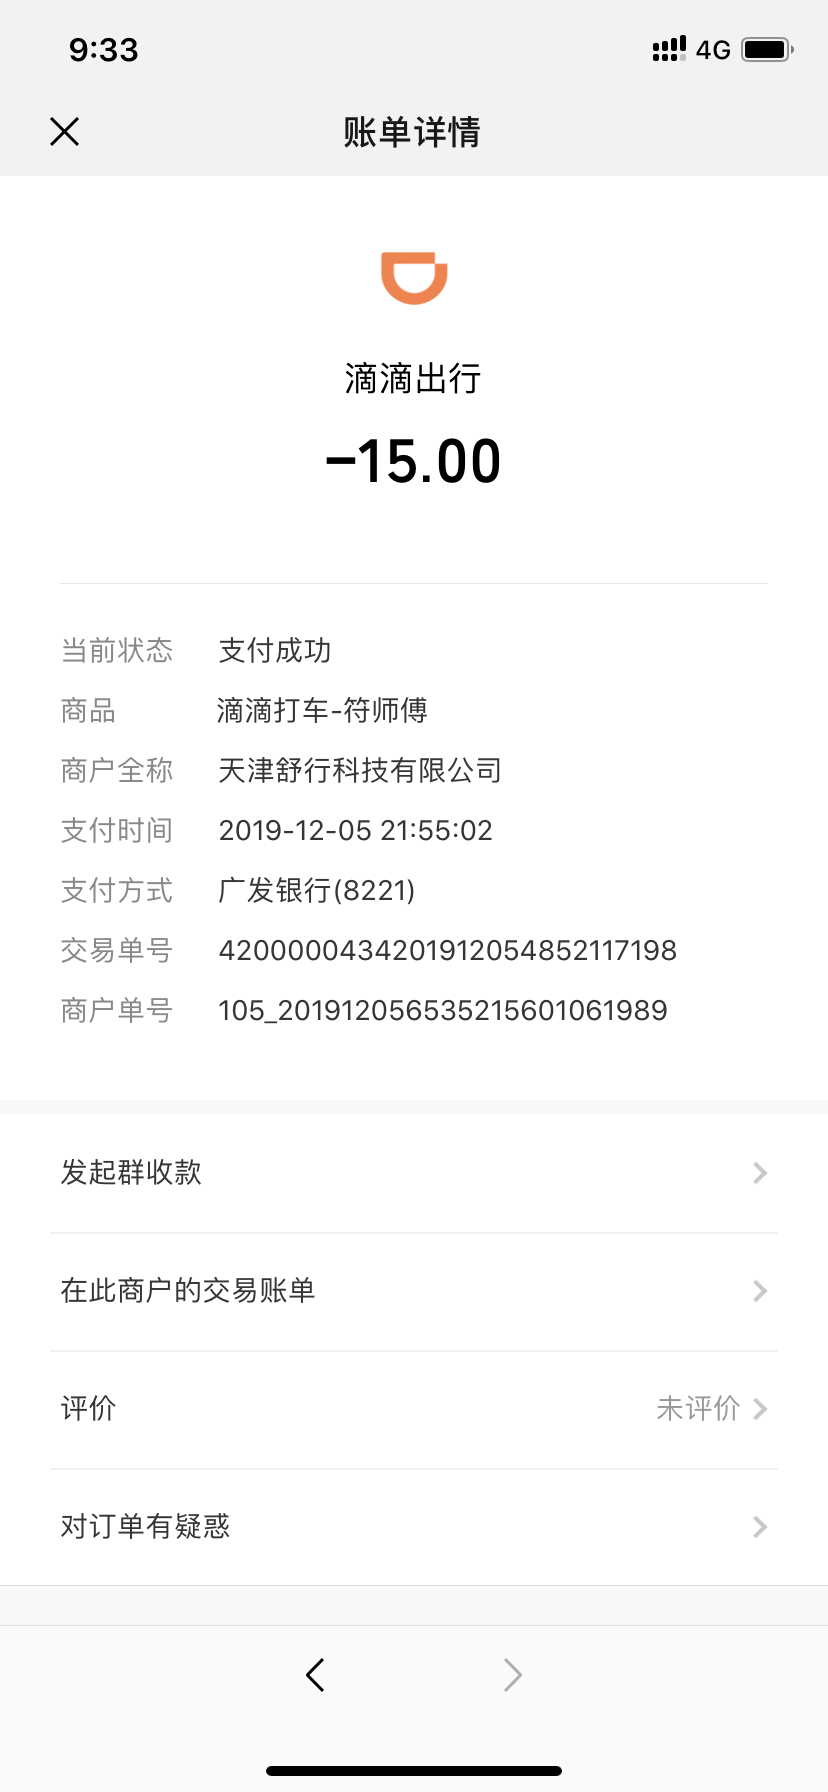 9:33
4G
账单详情
滴滴出行
-15.00
当前状态 支付成功
商品 滴滴打车-符师傅
商户全称 天津舒行科技有限公司
支付时间 2019-12-05 21:55:02
支付方式 广发银行(8221)
交易单号 4200000434201912054852117198
商户单号 105_201912056535215601061989
发起群收款
在此商户的交易账单
评价 未评价
对订单有疑惑